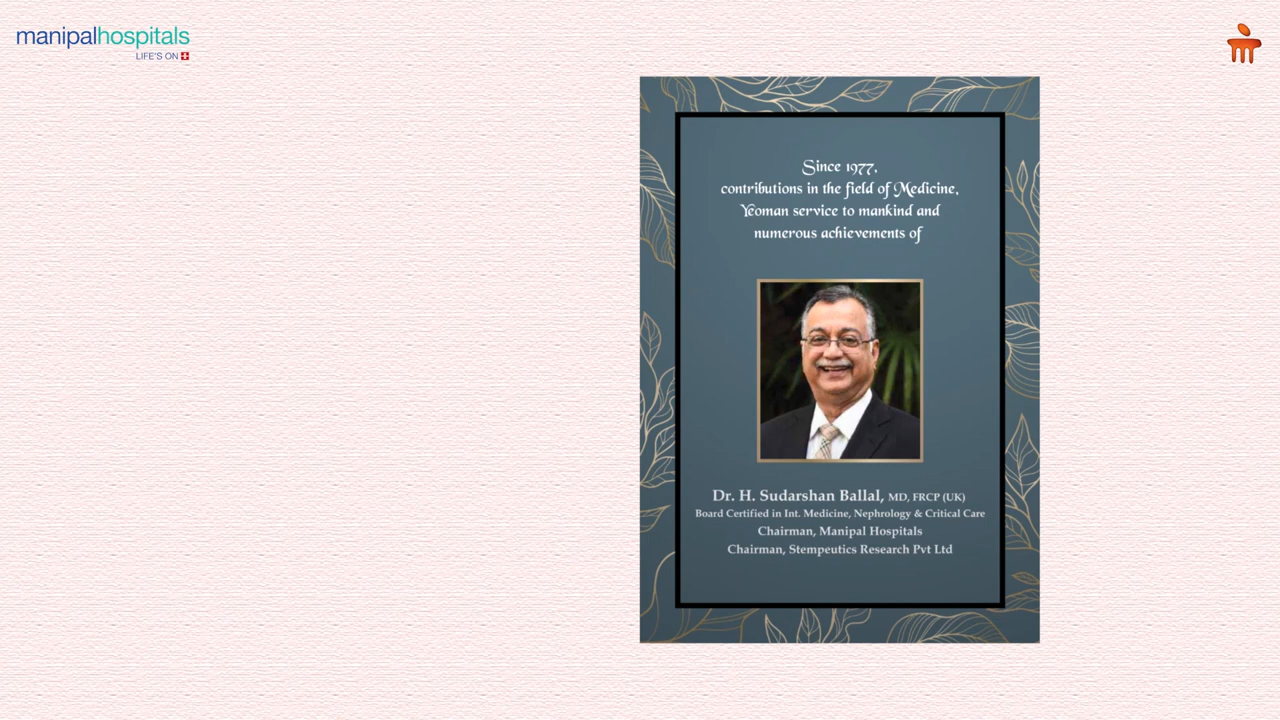 manipalhospitals
LIFE'S ON
Since 1977,
contributions in the field of Medicine,
Yeoman service to mankind and
numerous achievements of
Dr. H. Sudarshan Ballal, MD, FRCP (UK)
Board Certified in Int. Medicine, Nephrology & Critical Care
Chairman, Manipal Hospitals
Chairman, Stempeutics Research Pvt Ltd